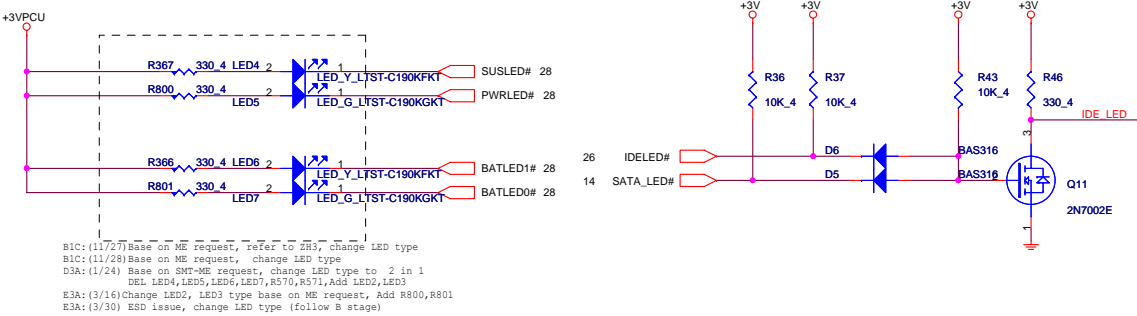 +3VPCU
R367 330_4 LED4 2 1 LED_Y_LTST-C190KFKT SUSLED# 28
R800 330_4 LED5 2 1 LED_G_LTST-C190KGKT PWRLED# 28
R366 330_4 LED6 2 1 LED_Y_LTST-C190KFKT BATLED1# 28
R801 330_4 LED7 2 1 LED_G_LTST-C190KGKT BATLED0# 28
B1C:(11/27)Base on ME request, refer to ZH3, change LED type
B1C:(11/28)Base on ME request, change LED type
D3A:(1/24) Base on SMT-ME request, change LED type to 2 in 1
DEL LED4,LED5,LED6,LED7,R570,R571,Add LED2,LED3
E3A:(3/16)Change LED2, LED3 type base on ME request, Add R800,R801
E3A:(3/30) ESD issue, change LED type (follow B stage)
+3V +3V +3V +3V
R36 R37 R43 R46
10K_4 10K_4 10K_4 330_4
IDE_LED
3
26 IDELED# D6 BAS316
14 SATA_LED# D5 BAS316 2
Q11
2N7002E
1